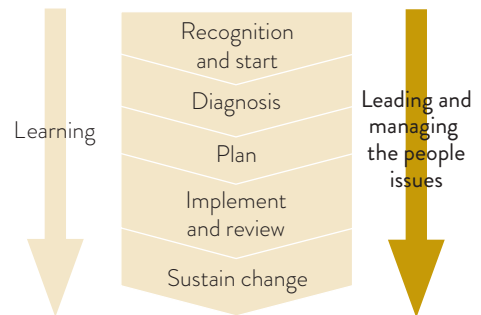 Recognition
and start
Diagnosis
Plan
Implement
and review
Sustain change
Learning
Leading and
managing
the people
issues